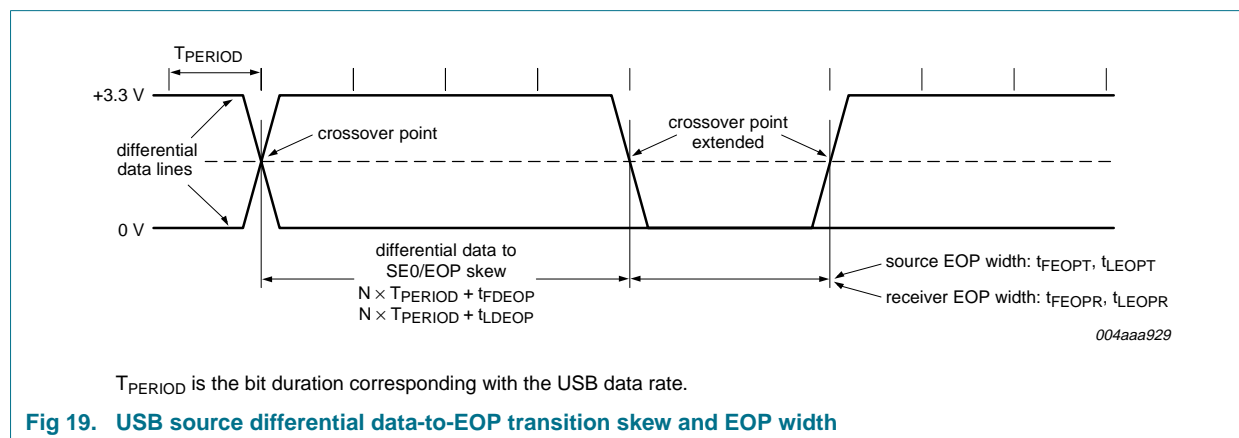 TPERIOD
+3.3 V
crossover point
crossover point
extended
differential
data lines
0 V
differential data to
SE0/EOP skew
N × TPERIOD + tFDEOP
N × TPERIOD + tLDEOP
source EOP width: tFEOPT, tLEOPT
receiver EOP width: tFEOPR, tLEOPR
004aaa929
TPERIOD is the bit duration corresponding with the USB data rate.
Fig 19. USB source differential data-to-EOP transition skew and EOP width